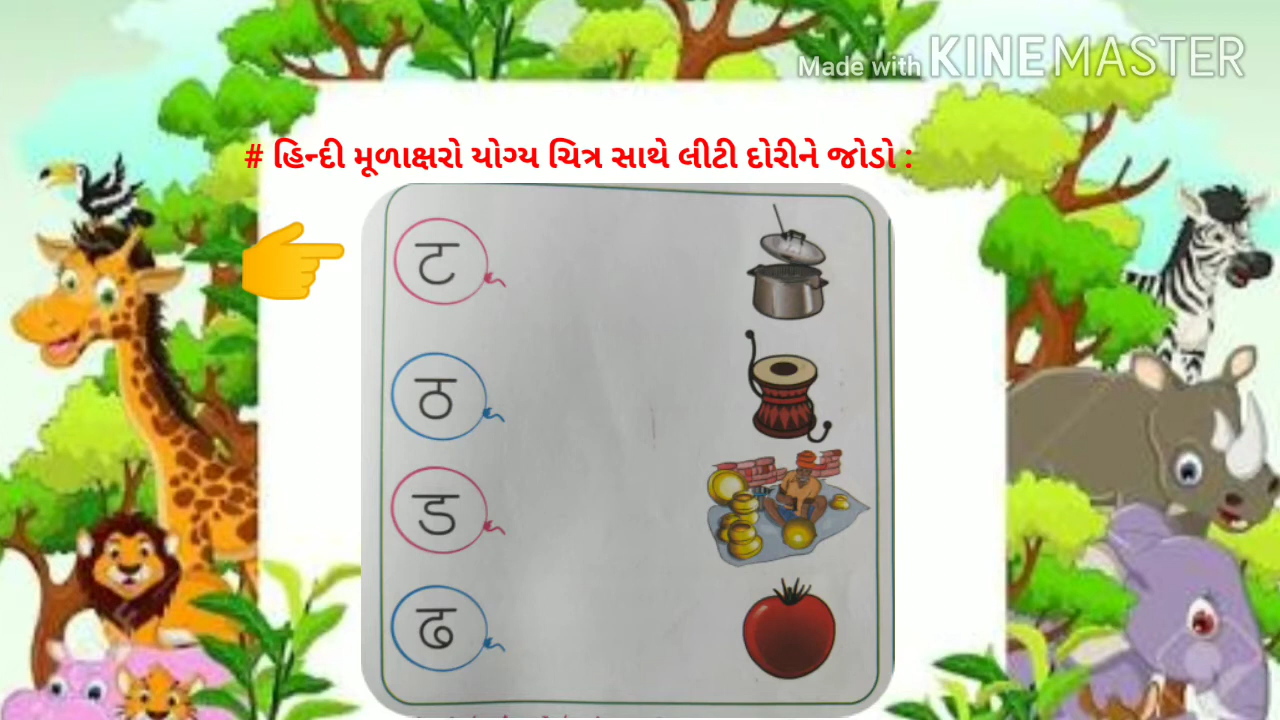 Made with KINEMASTER
# હિન્દી મૂળાક્ષરો યોગ્ય ચિત્ર સાથે લીટી દોરીને જોડો :
ट
ठ
ड
ढ